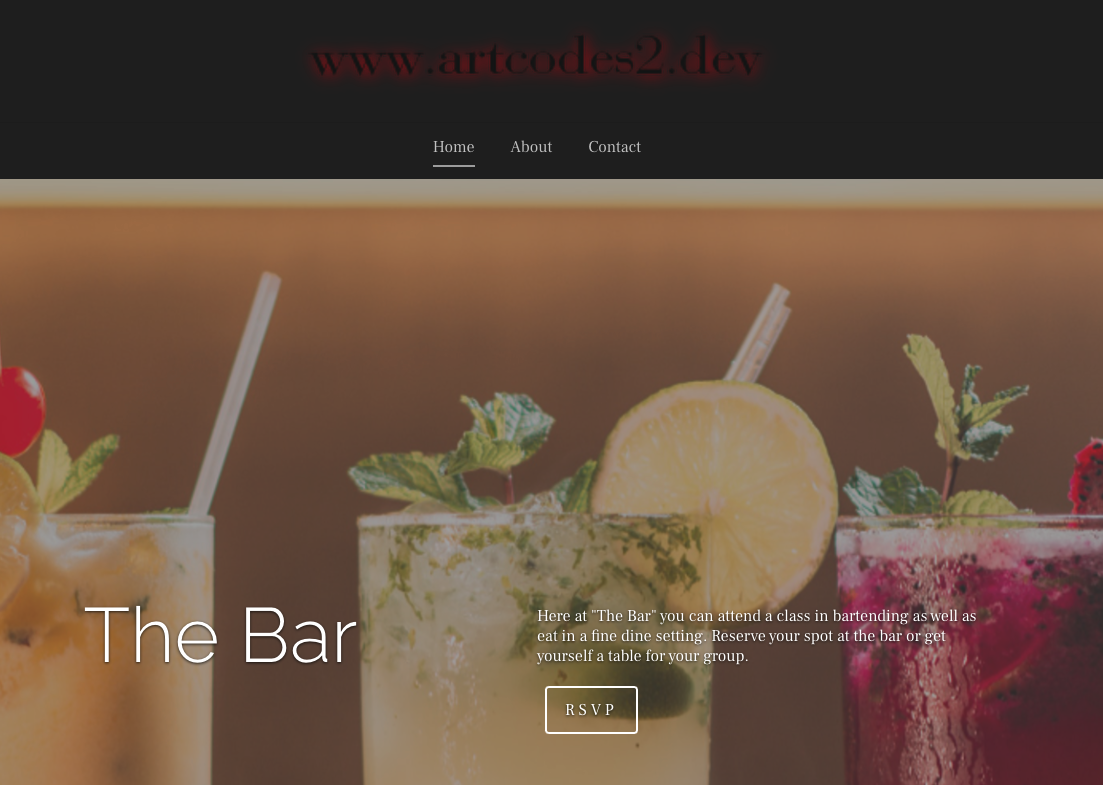 www.artcodes2.dev
Home About Contact
The Bar
Here at "The Bar" you can attend a class in bartending as well as
eat in a fine dine setting. Reserve your spot at the bar or get
yourself a table for your group.
RSVP